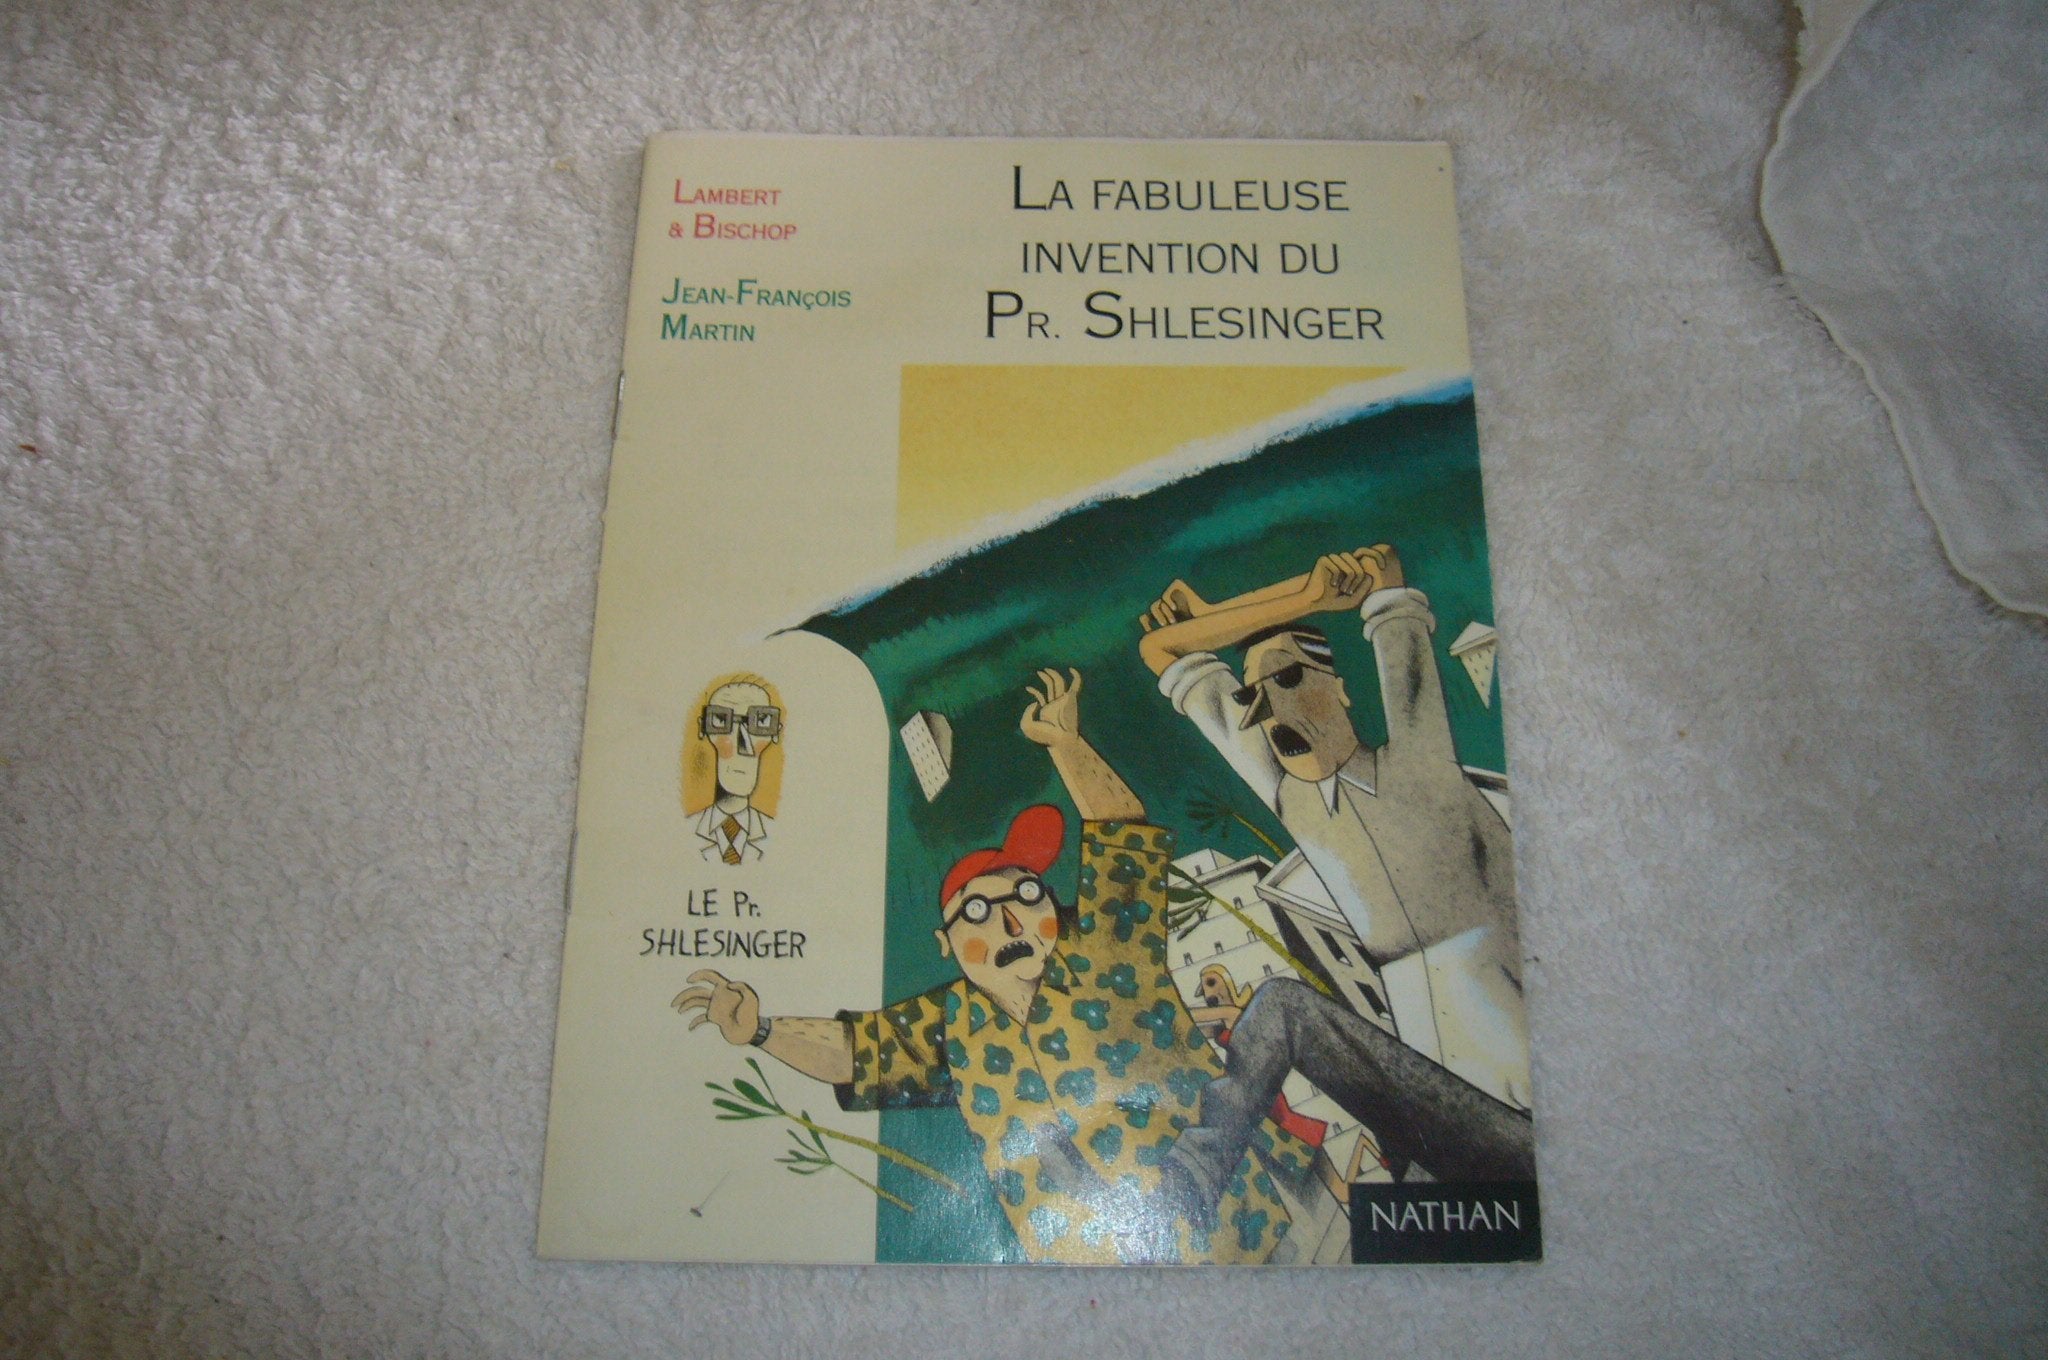 LAMBERT
& BISCHOP
JEAN-FRANÇOIS
MARTIN
LA FABULEUSE
INVENTION DU
PR. SHLESINGER
LE Pr.
SHLESINGER
NATHAN